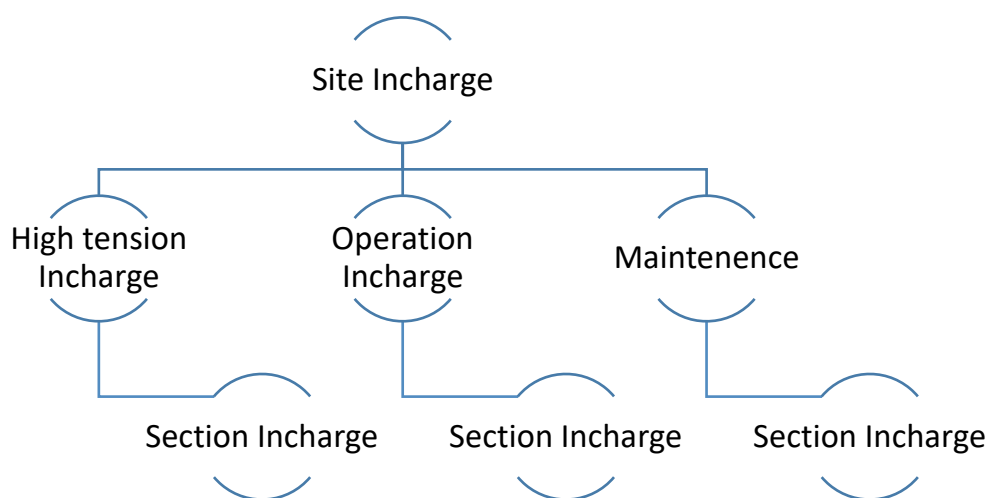 Site Incharge
High tension
Incharge
Operation
Incharge
Maintenence
Section Incharge
Section Incharge
Section Incharge